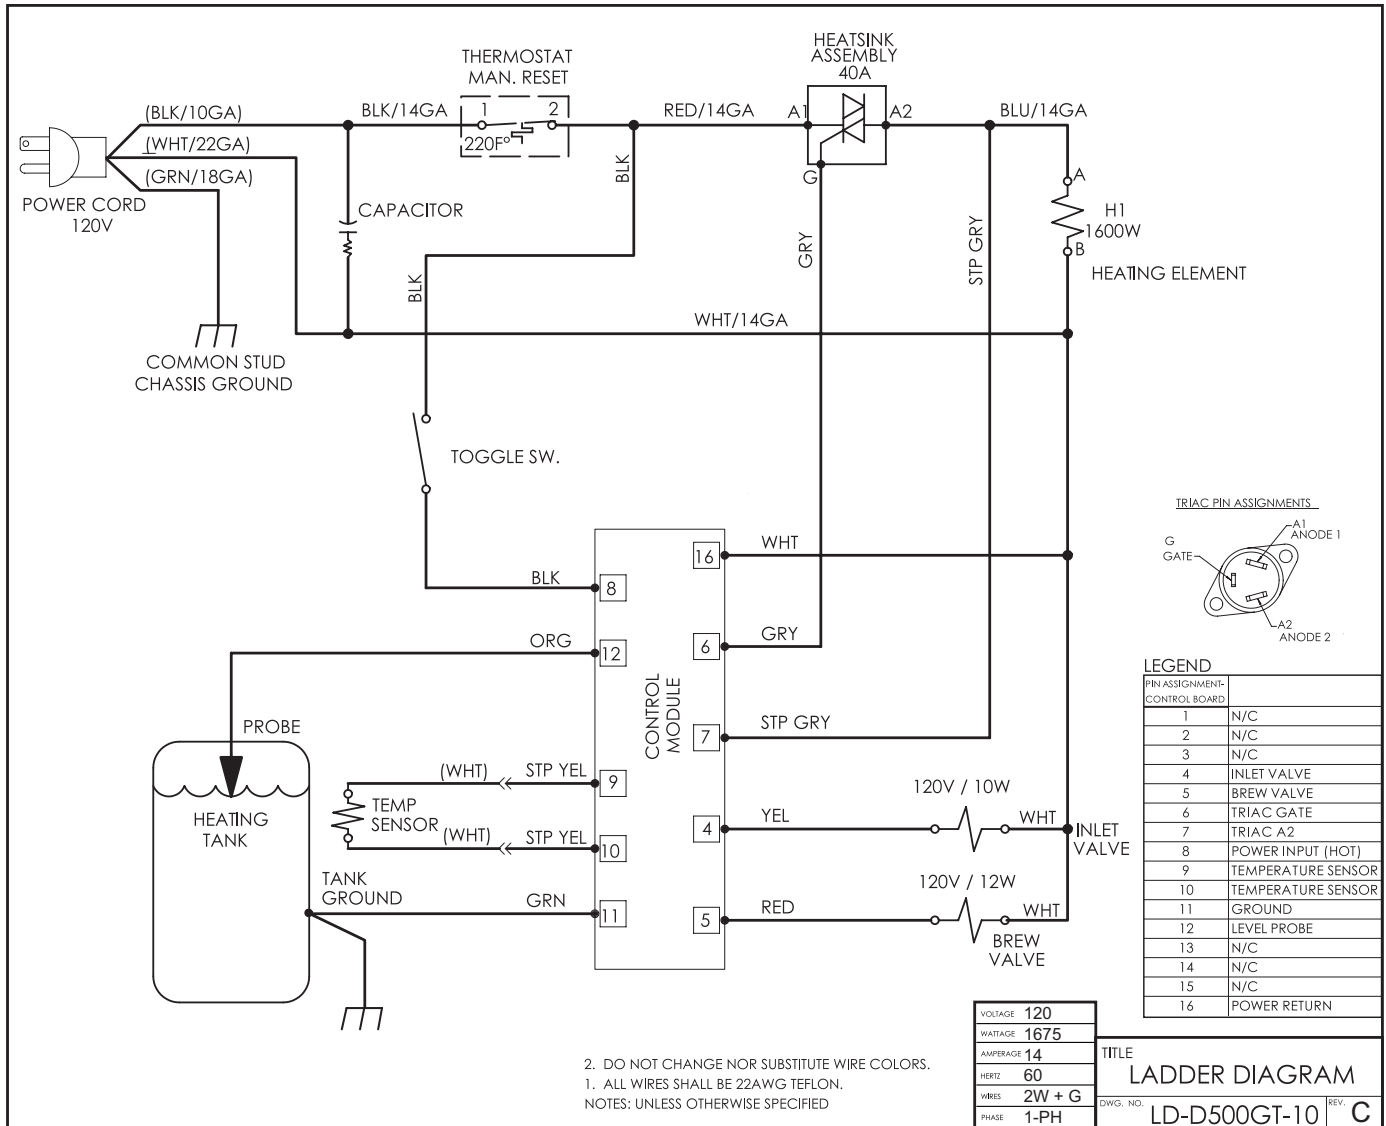 HEATSINK
ASSEMBLY
40A
THERMOSTAT
MAN. RESET
(BLK/10GA)
BLK/14GA
1
2
RED/14GA
A1
A2
BLU/14GA
(WHT/22GA)
220F°
BLK
(GRN/18GA)
G
A
POWER CORD
120V
CAPACITOR
H1
1600W
GRY
STP GRY
B
HEATING ELEMENT
BLK
WHT/14GA
COMMON STUD
CHASSIS GROUND
TOGGLE SW.
TRIAC PIN ASSIGNMENTS
A1
ANODE 1
G
GATE
A2
ANODE 2
16
WHT
BLK
8
ORG
12
6
GRY
CONTROL
MODULE
7
STP GRY
PROBE
HEATING
TANK
(WHT)
STP YEL
9
TEMP
SENSOR
(WHT)
STP YEL
10
120V / 10W
4
YEL
WHT
INLET
VALVE
TANK
GROUND
GRN
11
120V / 12W
5
RED
WHT
BREW
VALVE
LEGEND
PIN ASSIGNMENT-
CONTROL BOARD
1 N/C
2 N/C
3 N/C
4 INLET VALVE
5 BREW VALVE
6 TRIAC GATE
7 TRIAC A2
8 POWER INPUT (HOT)
9 TEMPERATURE SENSOR
10 TEMPERATURE SENSOR
11 GROUND
12 LEVEL PROBE
13 N/C
14 N/C
15 N/C
16 POWER RETURN
2. DO NOT CHANGE NOR SUBSTITUTE WIRE COLORS.
1. ALL WIRES SHALL BE 22AWG TEFLON.
NOTES: UNLESS OTHERWISE SPECIFIED
VOLTAGE 120
WATTAGE 1675
AMPERAGE 14
HERTZ 60
WIRES 2W + G
PHASE 1-PH
TITLE
LADDER DIAGRAM
DWG. NO. LD-D500GT-10 REV. C